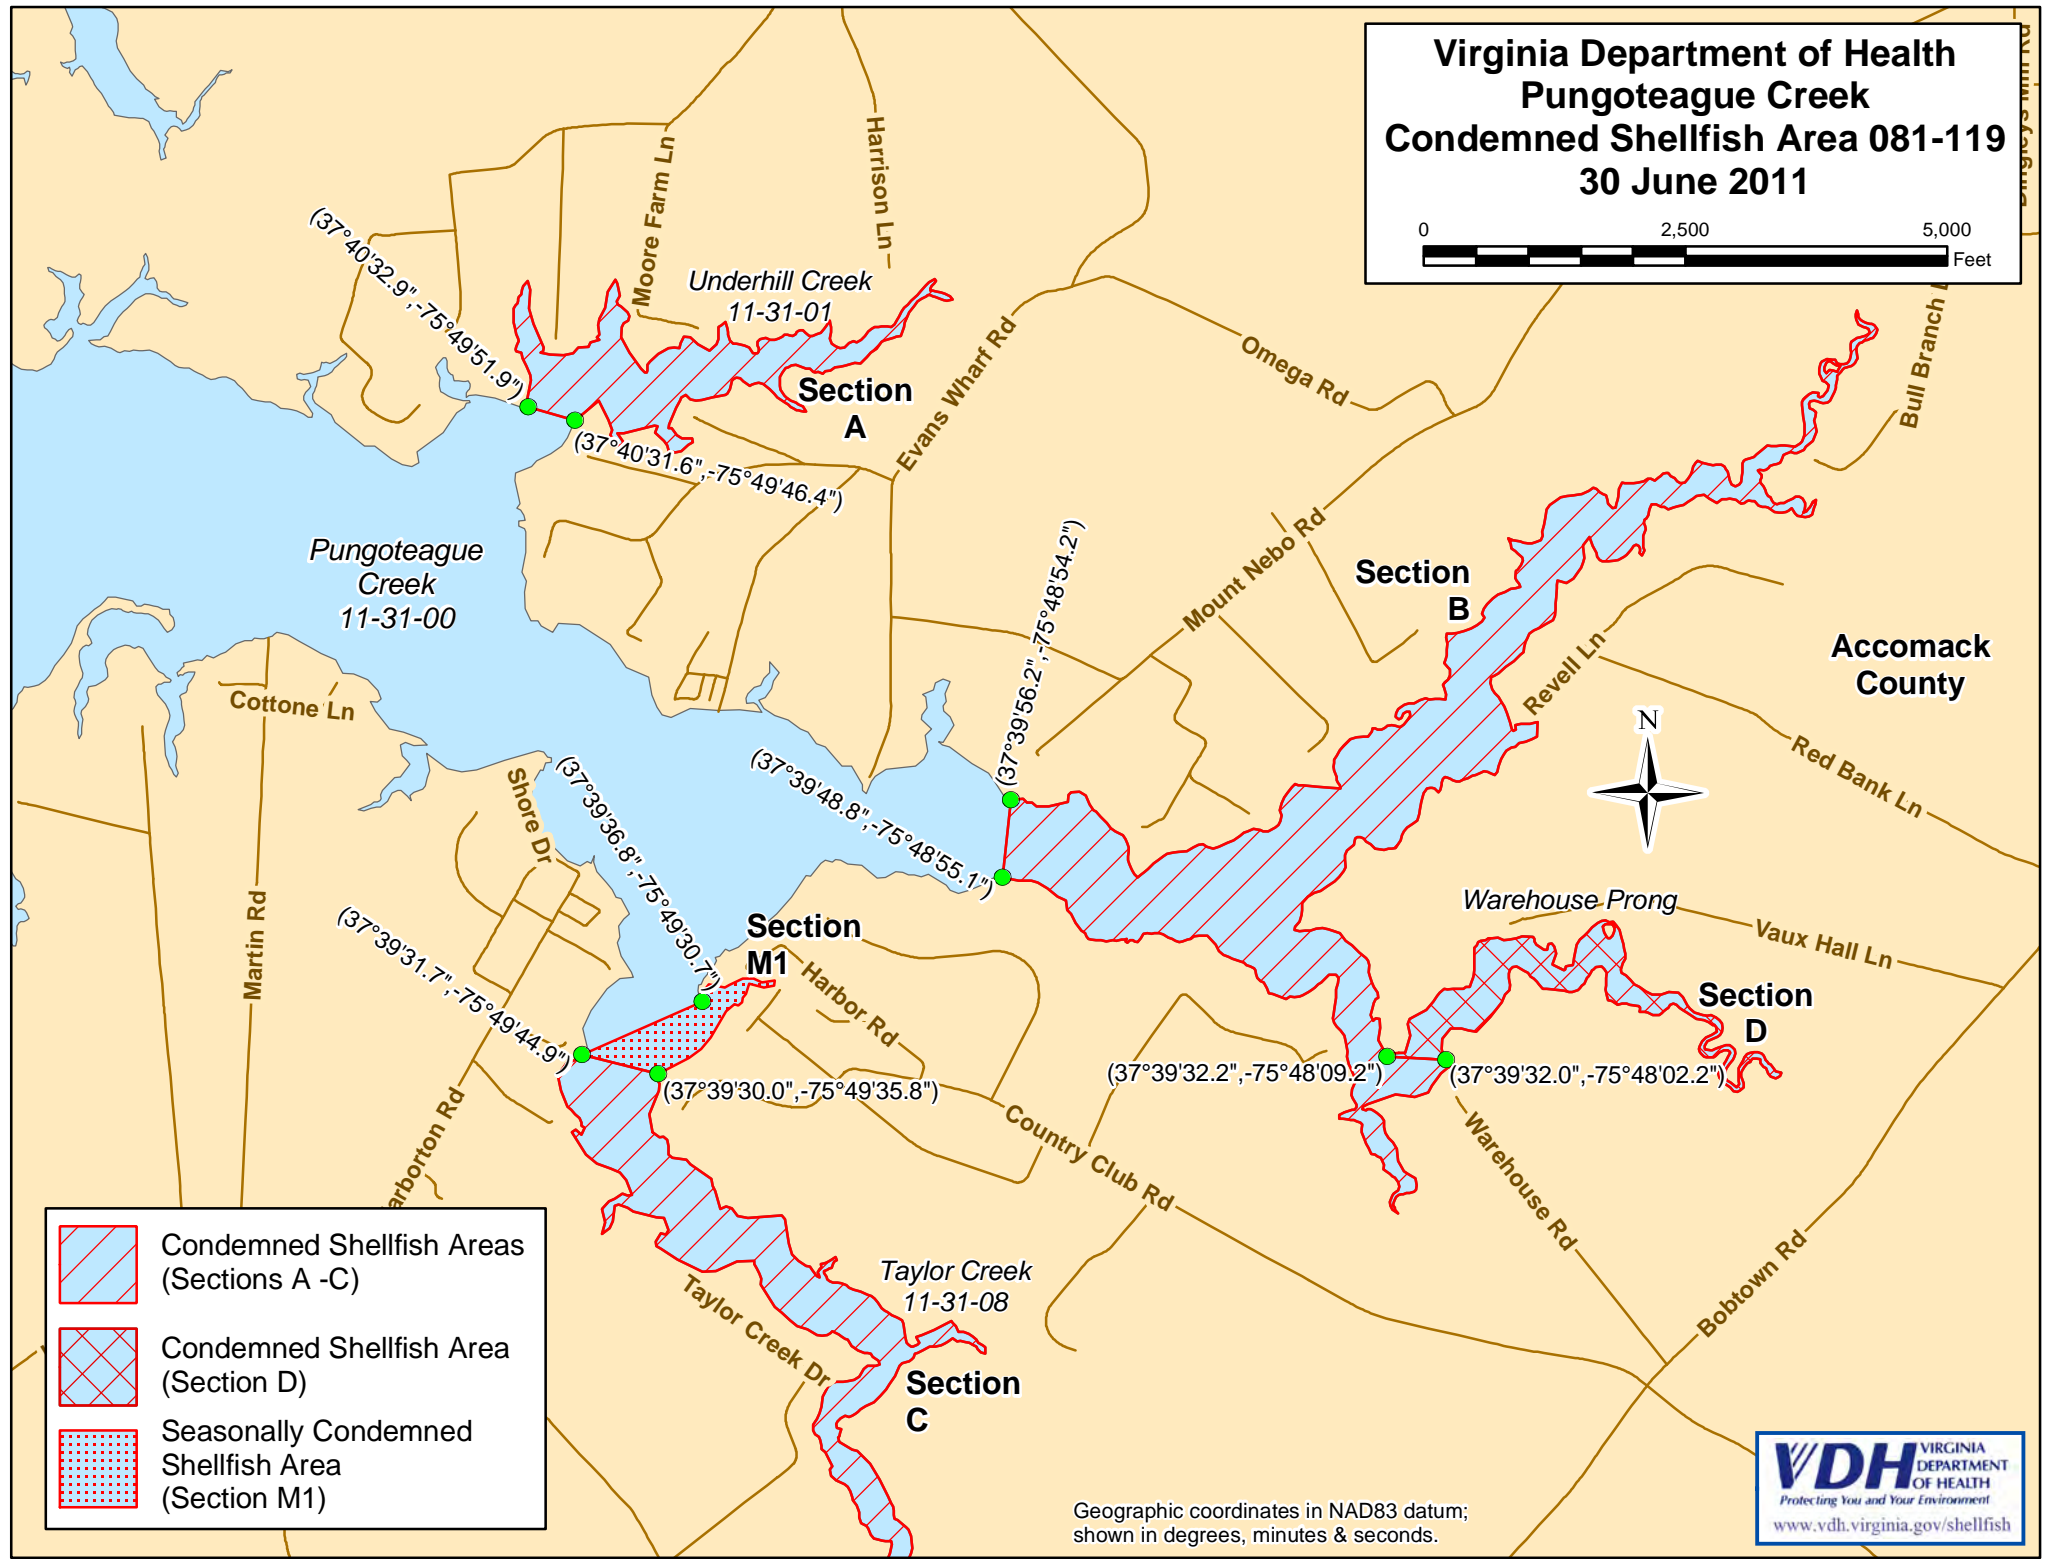 Virginia Department of Health
Pungoteague Creek
Condemned Shellfish Area 081-119
30 June 2011
0 2,500 5,000
Feet
Moore Farm Ln
Harrison Ln
(37°40'32.9",-75°49'51.9")
Underhill Creek
11-31-01
Section
A
(37°40'31.6",-75°49'46.4")
Evans Wharf Rd
Omega Rd
Bull Branch
Pungoteague
Creek
11-31-00
(37°39'56.2",-75°48'54.2")
Mount Nebo Rd
Section
B
Revell Ln
Accomack
County
N
Red Bank Ln
Cottone Ln
Shore Dr
(37°39'36.8",-75°49'30.7")
(37°39'48.8",-75°48'55.1")
Martin Rd
(37°39'31.7",-75°49'44.9")
Section
M1
Harbor Rd
Warehouse Prong
Vaux Hall Ln
Section
D
(37°39'32.2",-75°48'09.2")
(37°39'32.0",-75°48'02.2")
(37°39'30.0",-75°49'35.8")
Country Club Rd
Warehouse Rd
arborton Rd
Bobtown Rd
Taylor Creek
11-31-08
Taylor Creek Dr
Section
C
Condemned Shellfish Areas
(Sections A -C)
Condemned Shellfish Area
(Section D)
Seasonally Condemned
Shellfish Area
(Section M1)
Geographic coordinates in NAD83 datum;
shown in degrees, minutes & seconds.
VDH VIRGINIA
DEPARTMENT
OF HEALTH
Protecting You and Your Environment
www.vdh.virginia.gov/shellfish